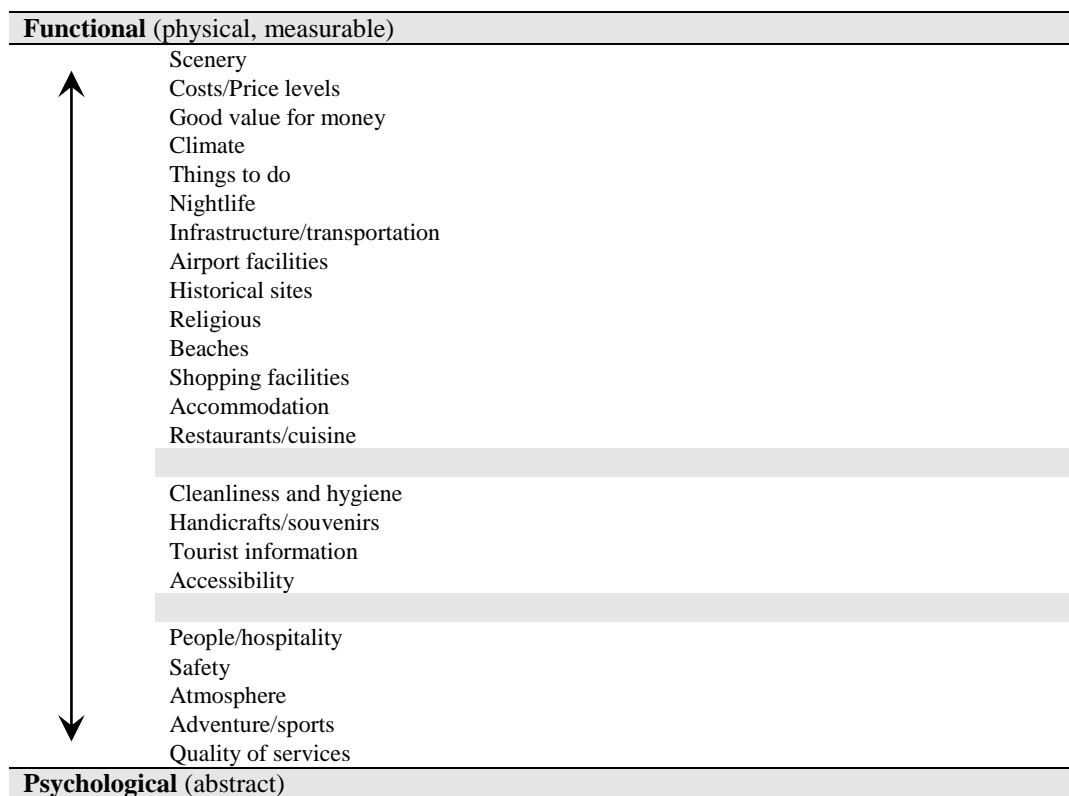 Functional (physical, measurable)
Scenery
Costs/Price levels
Good value for money
Climate
Things to do
Nightlife
Infrastructure/transportation
Airport facilities
Historical sites
Religious
Beaches
Shopping facilities
Accommodation
Restaurants/cuisine
Cleanliness and hygiene
Handicrafts/souvenirs
Tourist information
Accessibility
People/hospitality
Safety
Atmosphere
Adventure/sports
Quality of services
Psychological (abstract)